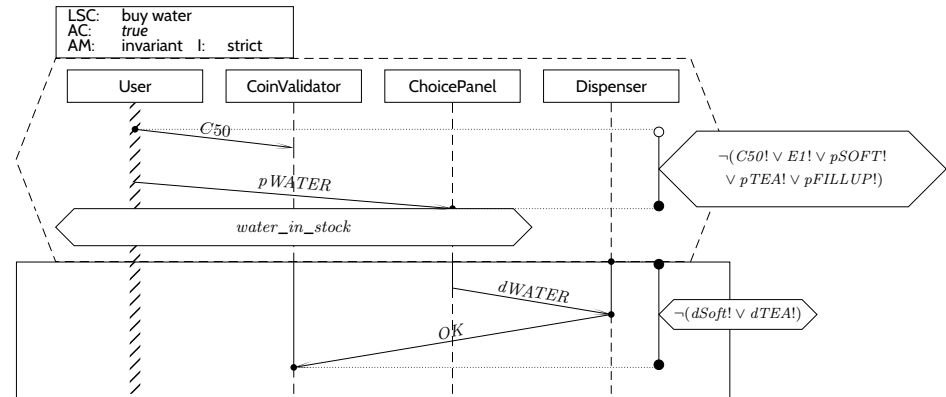 LSC: buy water
AC: true
AM: invariant I: strict
User CoinValidator ChoicePanel Dispenser
C50
¬(C50! ∨ E1! ∨ pSOFT!
∨ pTEA! ∨ pFILLUP!)
pWATER
water_in_stock
dWATER
¬(dSoft! ∨ dTEA!)
OK